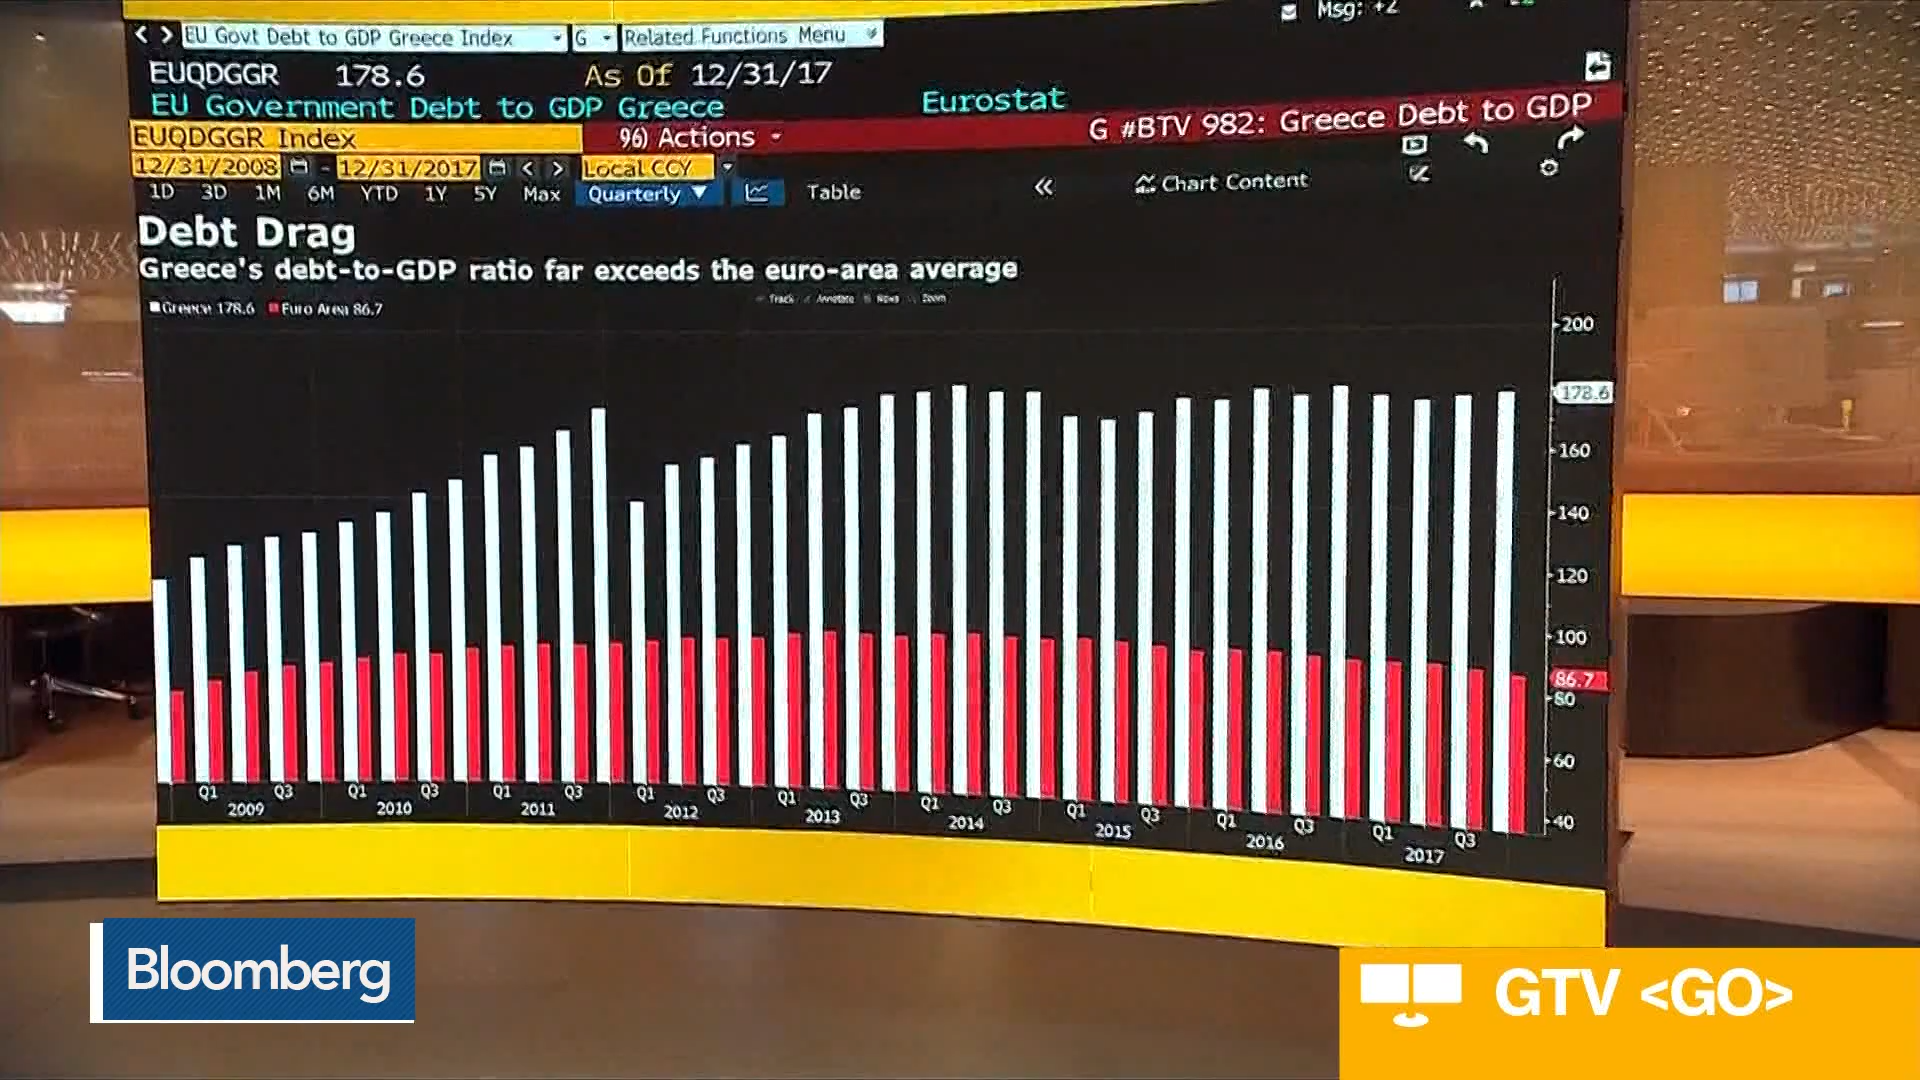 Msg: +2
EU Govt Debt to GDP Greece Index G Related Functions Menu
EUQDGGR 178.6 As Of 12/31/17
EU Government Debt to GDP Greece Eurostat
EUQDGGR Index 96) Actions G #BTV 982: Greece Debt to GDP
12/31/2008 - 12/31/2017 Local CCY
1D 3D 1M 6M YTD 1Y 5Y Max Quarterly ▼ Table « Chart Content
Debt Drag
Greece's debt-to-GDP ratio far exceeds the euro-area average
Track Annotate News Zoom
Greece 178.6 Euro Area 86.7
200
178.6
160
140
120
100
86.7
80
60
40
Q1 Q3 Q1 Q3 Q1 Q3 Q1 Q3 Q1 Q3 Q1 Q3 Q1 Q3 Q1 Q3 Q1 Q3
2009 2010 2011 2012 2013 2014 2015 2016 2017
Bloomberg
GTV <GO>